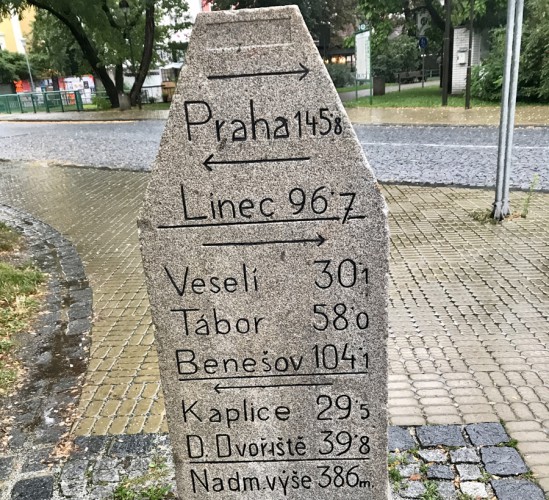 →
Praha 145·8
←
Linec 96·7
→
Veselí 30·1
Tábor 58·0
Benešov 104·1
←
Kaplice 29·5
D. Dvořiště 39·8
Nadm. výše 386 m.